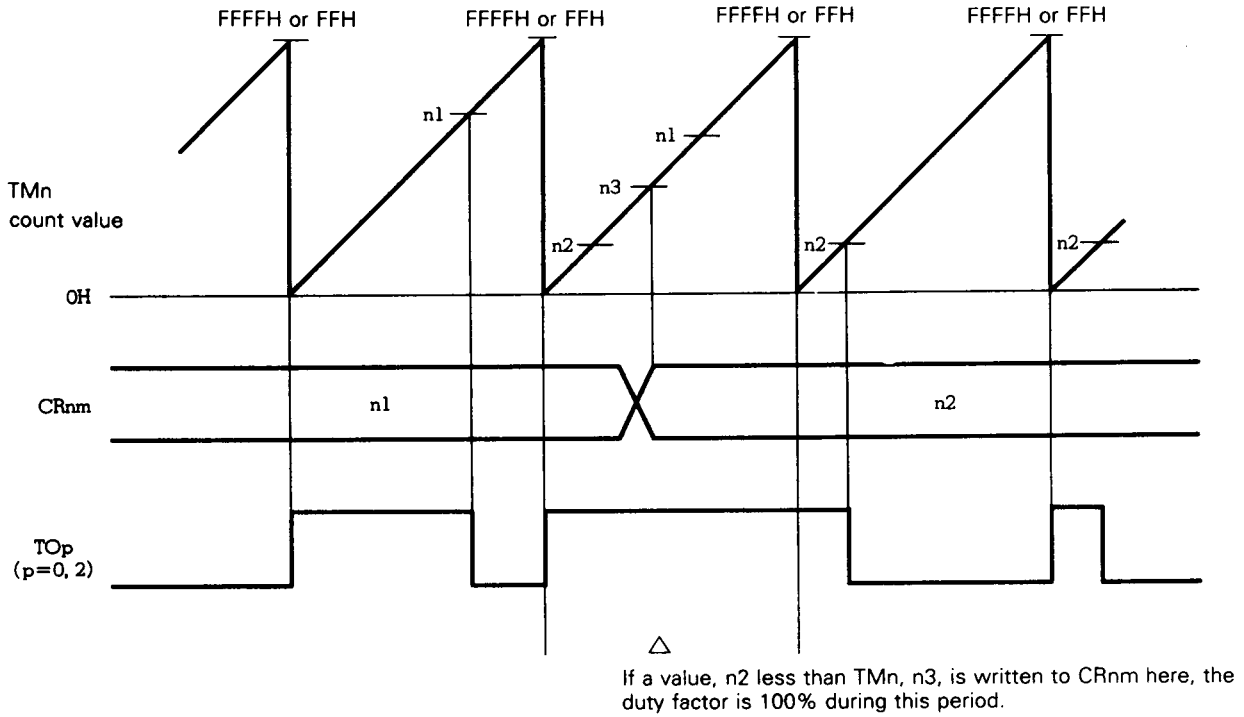 FFFFH or FFH FFFFH or FFH FFFFH or FFH FFFFH or FFH
n1
n1
n3
TMn
count value
n2 n2 n2
0H
CRnm n1 n2
TOp
(p=0, 2)
If a value, n2 less than TMn, n3, is written to CRnm here, the
duty factor is 100% during this period.